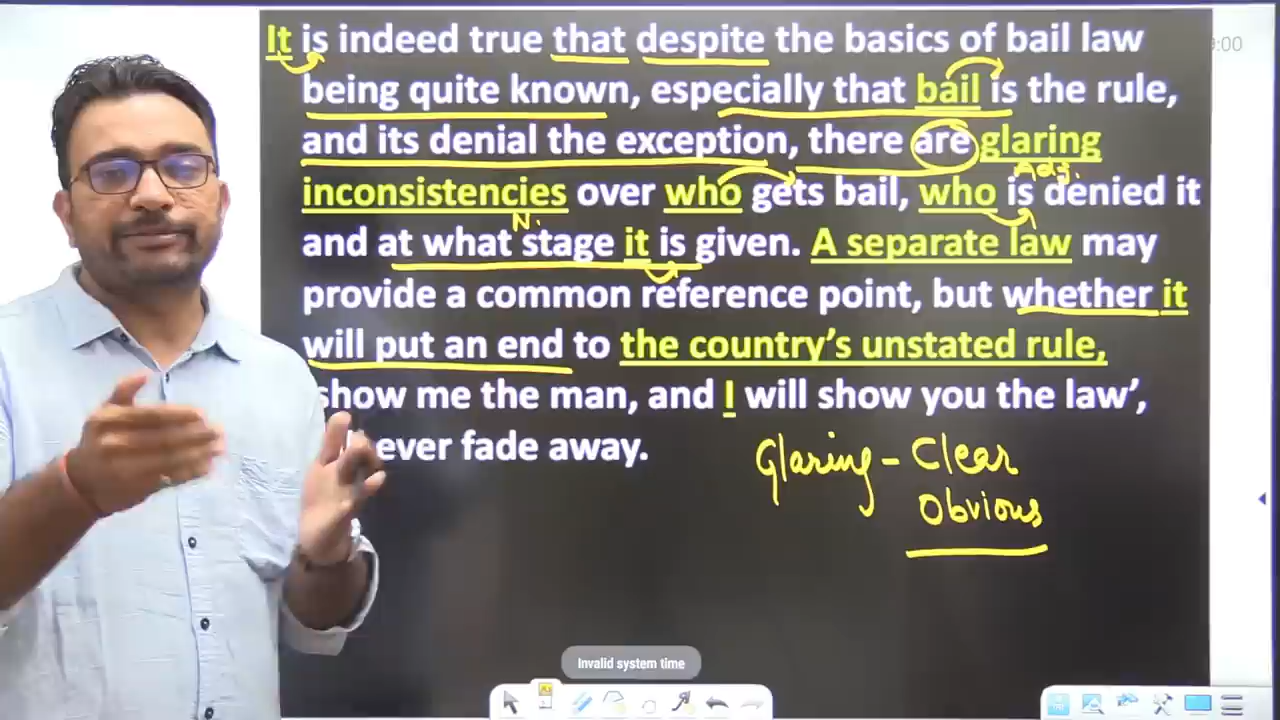 It is indeed true that despite the basics of bail law
being quite known, especially that bail is the rule,
and its denial the exception, there are glaring
Adj.
inconsistencies over who gets bail, who is denied it
N.
and at what stage it is given. A separate law may
provide a common reference point, but whether it
will put an end to the country's unstated rule,
show me the man, and I will show you the law',
ever fade away.
Glaring - Clear
Obvious
:00
Invalid system time